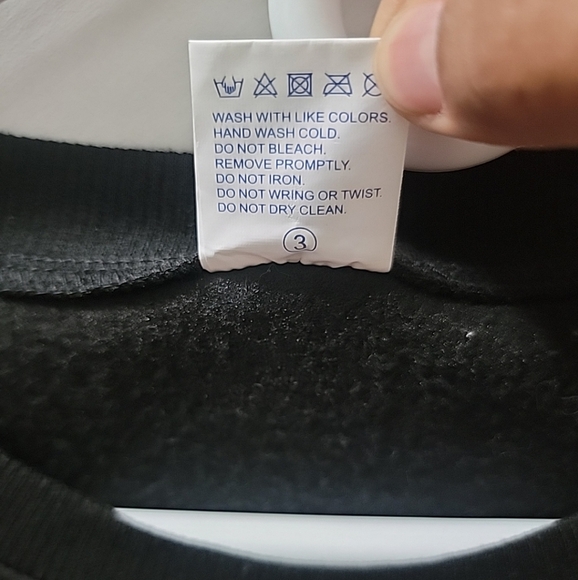 WASH WITH LIKE COLORS.
HAND WASH COLD.
DO NOT BLEACH.
REMOVE PROMPTLY.
DO NOT IRON.
DO NOT WRING OR TWIST.
DO NOT DRY CLEAN.
3